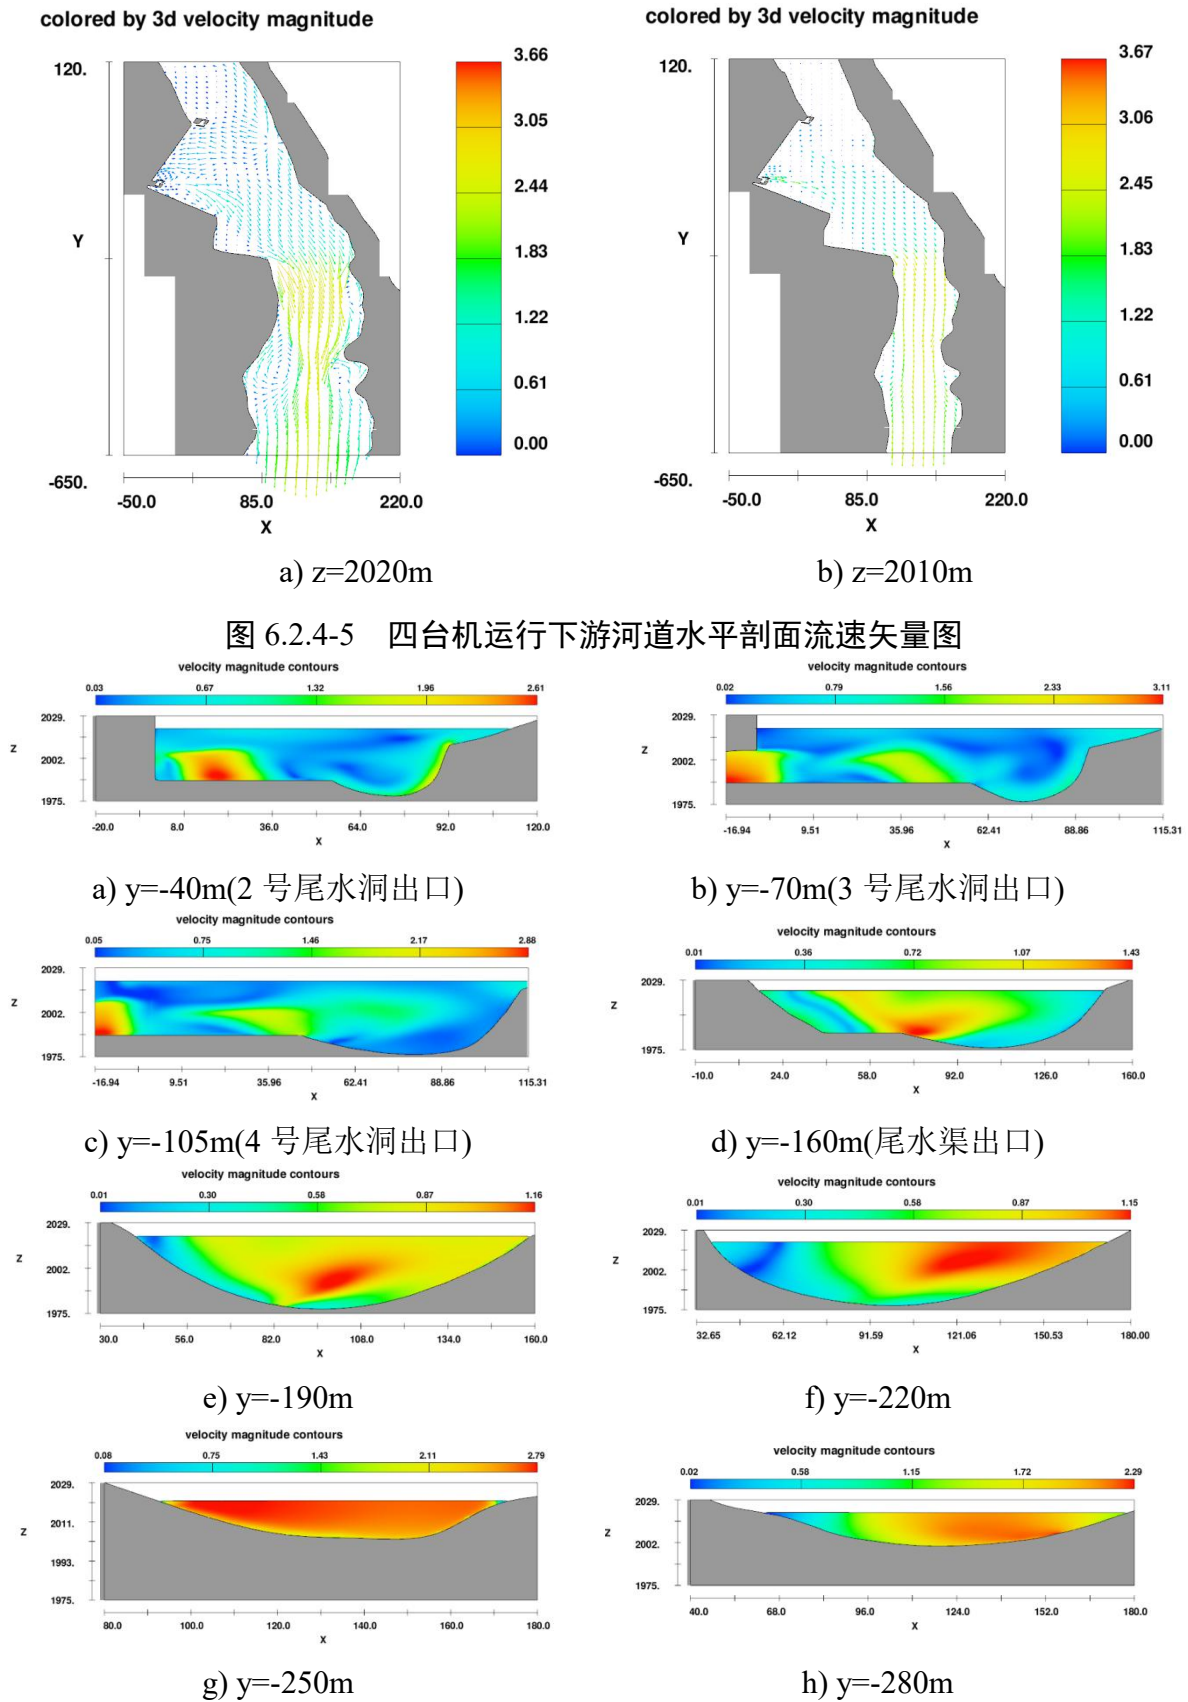 colored by 3d velocity magnitude
120.
Y
-650.
-50.0 85.0 220.0
X
3.66
3.05
2.44
1.83
1.22
0.61
0.00
a) z=2020m
colored by 3d velocity magnitude
120.
Y
-650.
-50.0 85.0 220.0
X
3.67
3.06
2.45
1.83
1.22
0.61
0.00
b) z=2010m
图 6.2.4-5 四台机运行下游河道水平剖面流速矢量图
velocity magnitude contours
0.03 0.67 1.32 1.96 2.61
2029.
Z
2002.
1975.
-20.0 8.0 36.0 64.0 92.0 120.0
X
a) y=-40m(2 号尾水洞出口)
velocity magnitude contours
0.02 0.79 1.56 2.33 3.11
2029.
Z
2002.
1975.
-16.94 9.51 35.96 62.41 88.86 115.31
X
b) y=-70m(3 号尾水洞出口)
velocity magnitude contours
0.05 0.75 1.46 2.17 2.88
2029.
Z
2002.
1975.
-16.94 9.51 35.96 62.41 88.86 115.31
X
c) y=-105m(4 号尾水洞出口)
velocity magnitude contours
0.01 0.36 0.72 1.07 1.43
2029.
Z
1975.
-10.0 24.0 58.0 92.0 126.0 160.0
X
d) y=-160m(尾水渠出口)
velocity magnitude contours
0.01 0.30 0.58 0.87 1.16
2029.
Z
2002.
1975.
30.0 56.0 82.0 108.0 134.0 160.0
X
e) y=-190m
velocity magnitude contours
0.01 0.30 0.58 0.87 1.15
2029.
Z
2002.
1975.
32.65 62.12 91.59 121.06 150.53 180.00
X
f) y=-220m
velocity magnitude contours
0.08 0.75 1.43 2.11 2.79
2029.
2011.
Z
1993.
1975.
80.0 100.0 120.0 140.0 160.0 180.0
X
g) y=-250m
velocity magnitude contours
0.02 0.58 1.15 1.72 2.29
2029.
Z
2002.
1975.
40.0 68.0 96.0 124.0 152.0 180.0
X
h) y=-280m